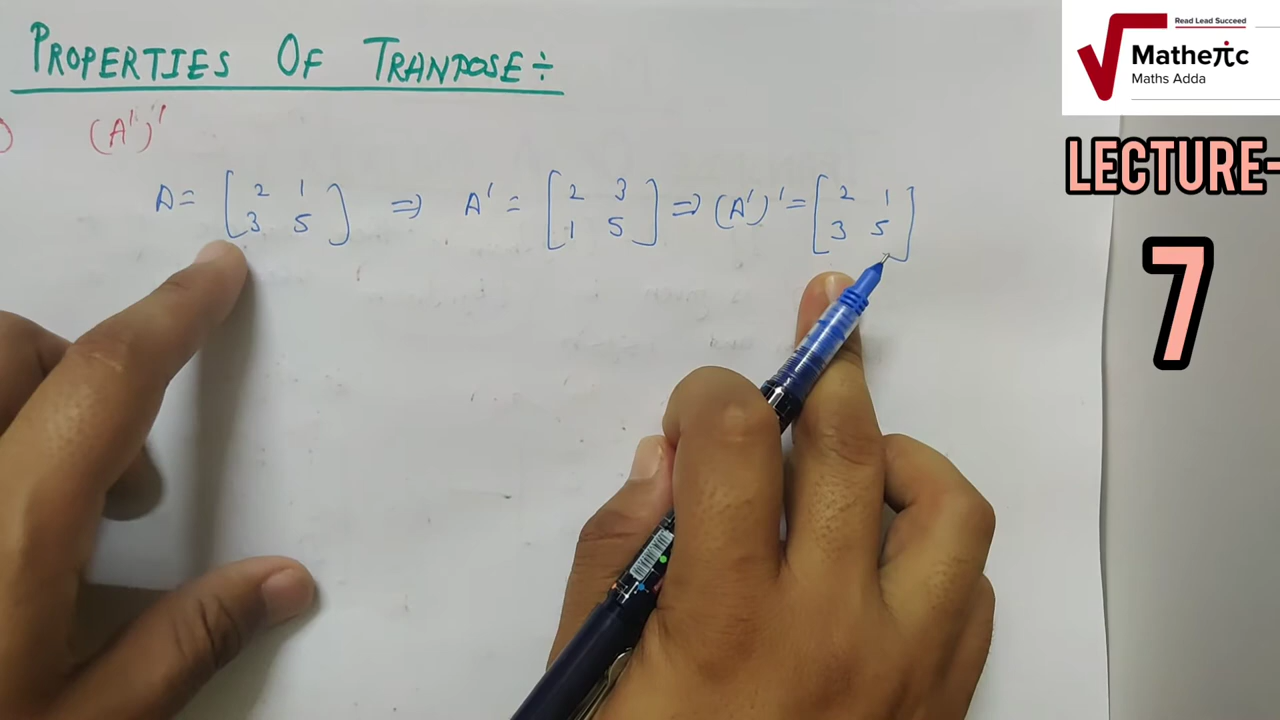 PROPERTIES OF TRANPOSE ÷
) (A')'
A = [2 1 3 5] ⇒ A' = [2 3 1 5] ⇒ (A')' = [2 1 3 5]
Read Lead Succeed
Matheπc
Maths Adda
LECTURE-
7